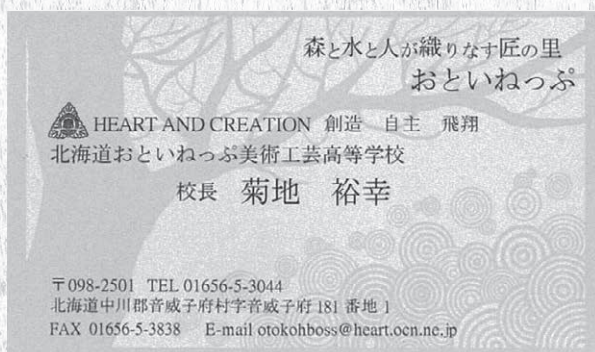 森と水と人が織りなす匠の里
おといねっぷ
HEART AND CREATION 創造 自主 飛翔
北海道おといねっぷ美術工芸高等学校
校長 菊地 裕幸
〒098-2501 TEL 01656-5-3044
北海道中川郡音威子府村字音威子府 181 番地 1
FAX 01656-5-3838 E-mail otokohboss@heart.ocn.ne.jp